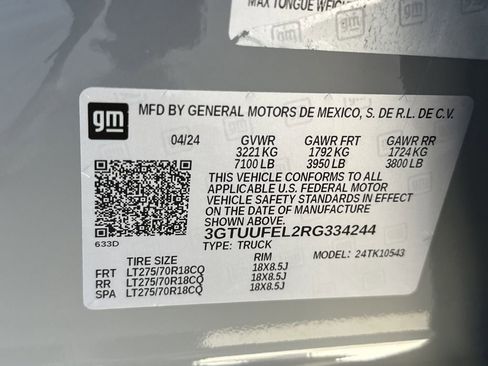 MAX TONGUE WEIGHT
gm
MFD BY GENERAL MOTORS DE MEXICO, S. DE R.L. DE C.V.
04/24 GVWR GAWR FRT GAWR RR
3221 KG 1792 KG 1724 KG
7100 LB 3950 LB 3800 LB
THIS VEHICLE CONFORMS TO ALL
APPLICABLE U.S. FEDERAL MOTOR
VEHICLE SAFETY STANDARDS IN
EFFECT ON THE DATE OF MANUFACTURE
SHOWN ABOVE.
633D
3GTUUFEL2RG334244
TYPE: TRUCK MODEL: 24TK10543
TIRE SIZE RIM
FRT LT275/70R18CQ 18X8.5J
RR LT275/70R18CQ 18X8.5J
SPA LT275/70R18CQ 18X8.5J